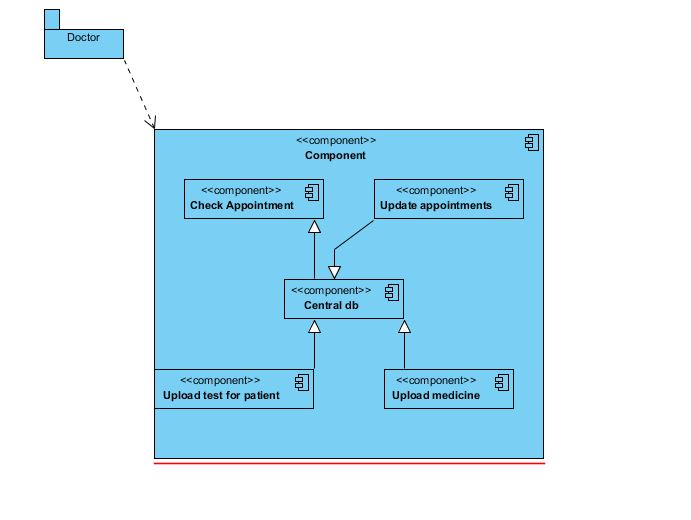 Doctor
<<component>>
Component
<<component>>
Check Appointment
<<component>>
Update appointments
<<component>>
Central db
<<component>>
Upload test for patient
<<component>>
Upload medicine